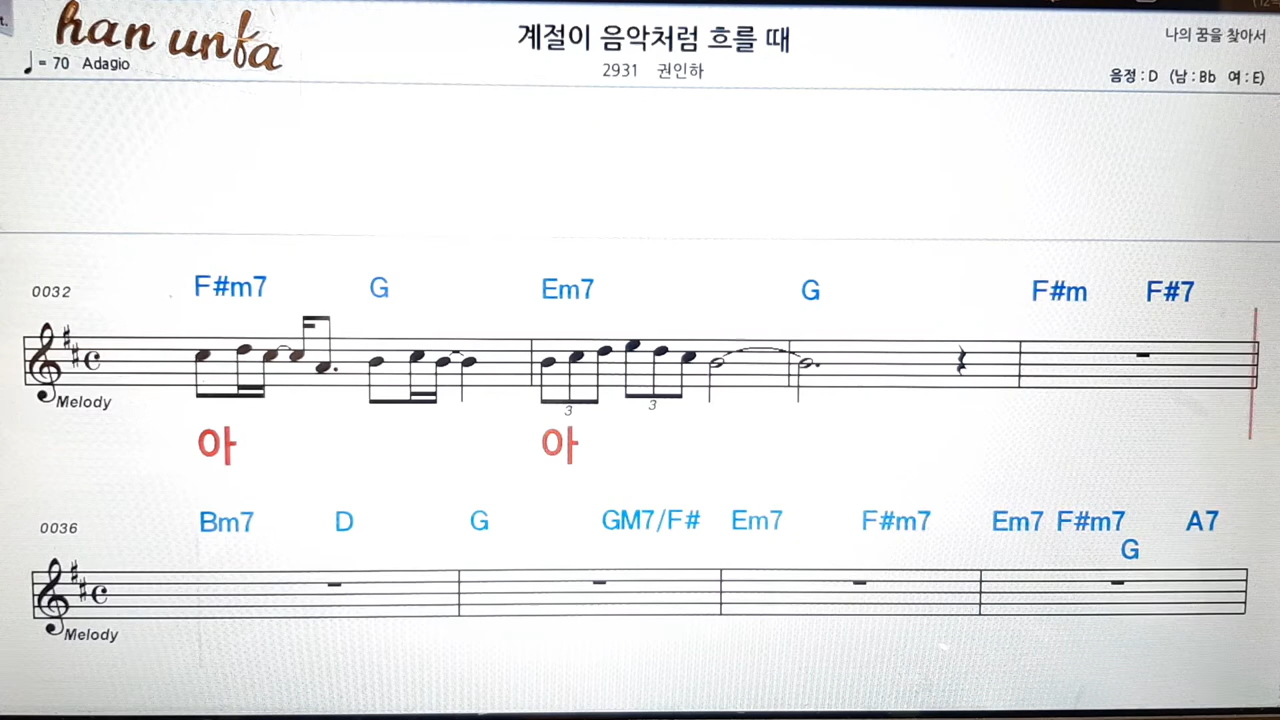 t.
han unfa
♩= 70 Adagio
계절이 음악처럼 흐를 때
2931 권인하
나의 꿈을 찾아서
음정 : D (남 : Bb 여 : E)
0032
F#m7 G Em7 G F#m F#7
3 3
Melody
아 아
0036
Bm7 D G GM7/F# Em7 F#m7 Em7 F#m7 A7
G
Melody